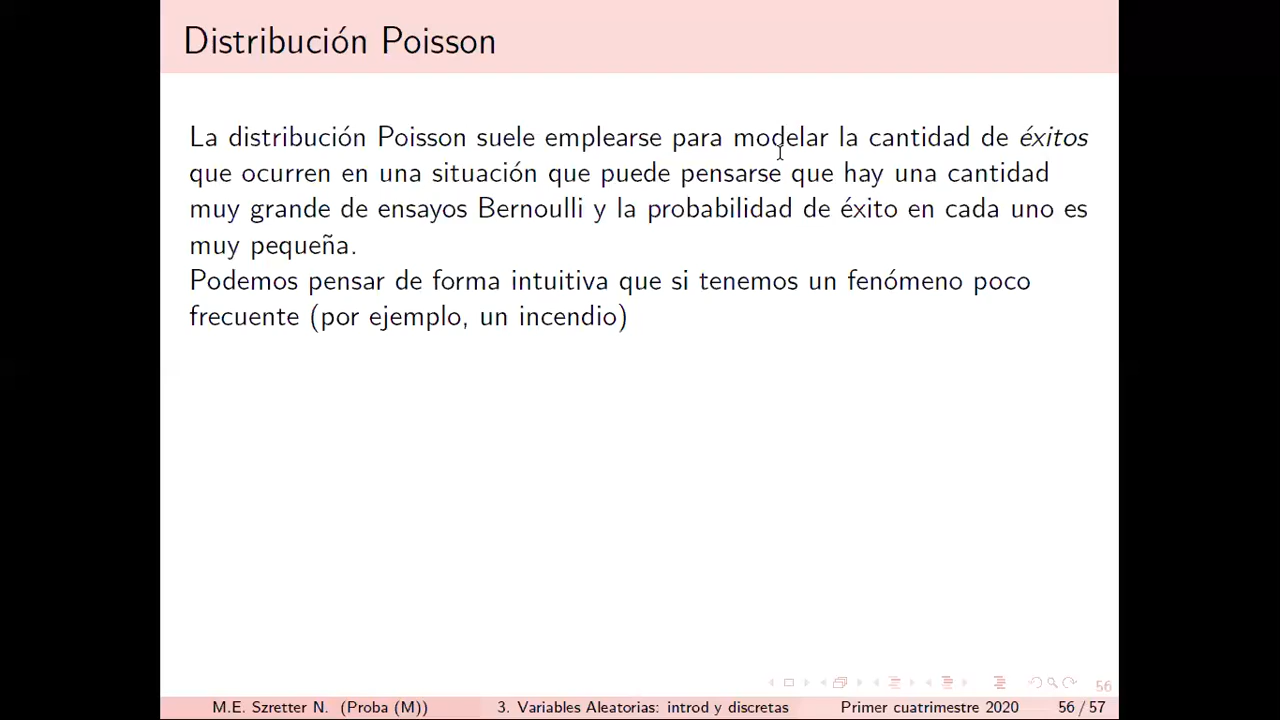 Distribución Poisson
La distribución Poisson suele emplearse para modelar la cantidad de éxitos
que ocurren en una situación que puede pensarse que hay una cantidad
muy grande de ensayos Bernoulli y la probabilidad de éxito en cada uno es
muy pequeña.
Podemos pensar de forma intuitiva que si tenemos un fenómeno poco
frecuente (por ejemplo, un incendio)
56
M.E. Szretter N. (Proba (M)) 3. Variables Aleatorias: introd y discretas Primer cuatrimestre 2020 56 / 57